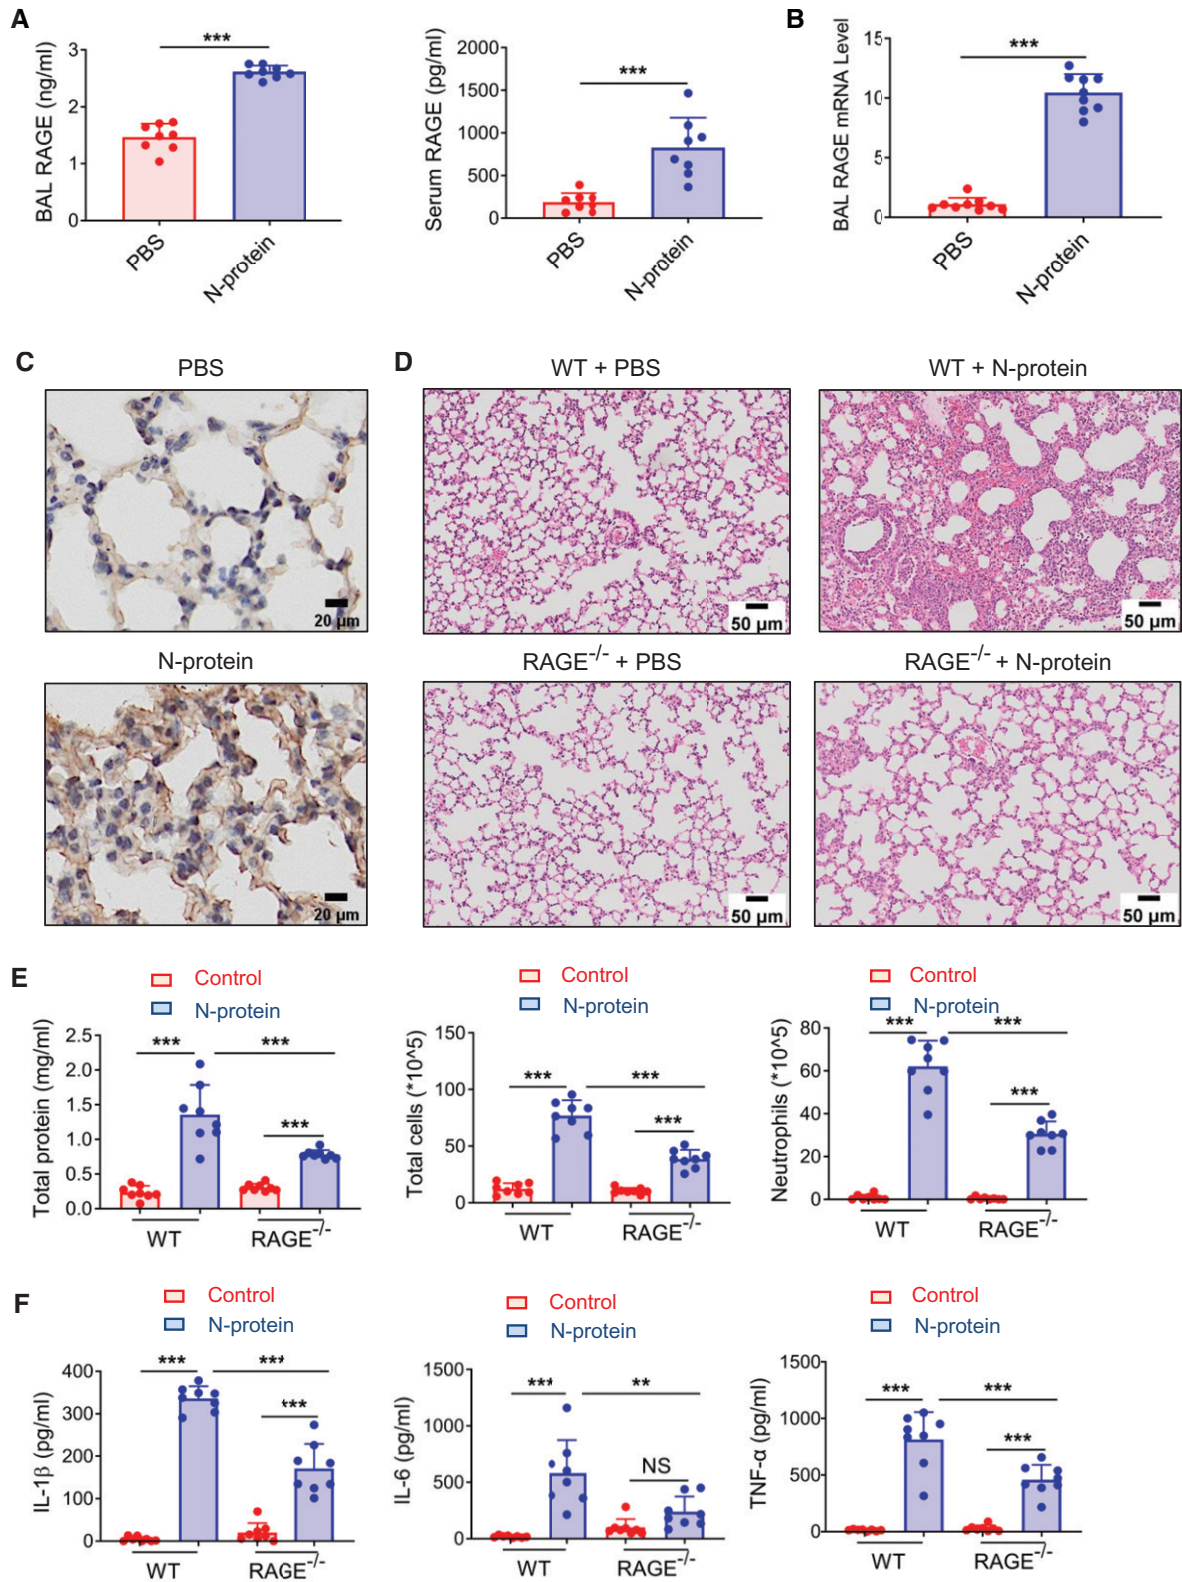 A
B
BAL RAGE (ng/ml)
3
2
1
0
***
PBS
N-protein
Serum RAGE (pg/ml)
2000
1500
1000
500
0
***
PBS
N-protein
BAL RAGE mRNA Level
15
10
5
0
***
PBS
N-protein
C
PBS
20 µm
N-protein
20 µm
D
WT + PBS
50 µm
WT + N-protein
50 µm
RAGE-/- + PBS
50 µm
RAGE-/- + N-protein
50 µm
E
Control
N-protein
Total protein (mg/ml)
2.5
2.0
1.5
1.0
0.5
0.0
***
***
***
WT
RAGE-/-
Control
N-protein
Total cells (*10^5)
150
100
50
0
***
***
***
WT
RAGE-/-
Control
N-protein
Neutrophils (*10^5)
80
60
40
20
0
***
***
***
WT
RAGE-/-
F
Control
N-protein
IL-1β (pg/ml)
400
300
200
100
0
***
***
***
WT
RAGE-/-
Control
N-protein
IL-6 (pg/ml)
1500
1000
500
0
***
**
NS
WT
RAGE-/-
Control
N-protein
TNF-α (pg/ml)
1500
1000
500
0
***
***
***
WT
RAGE-/-